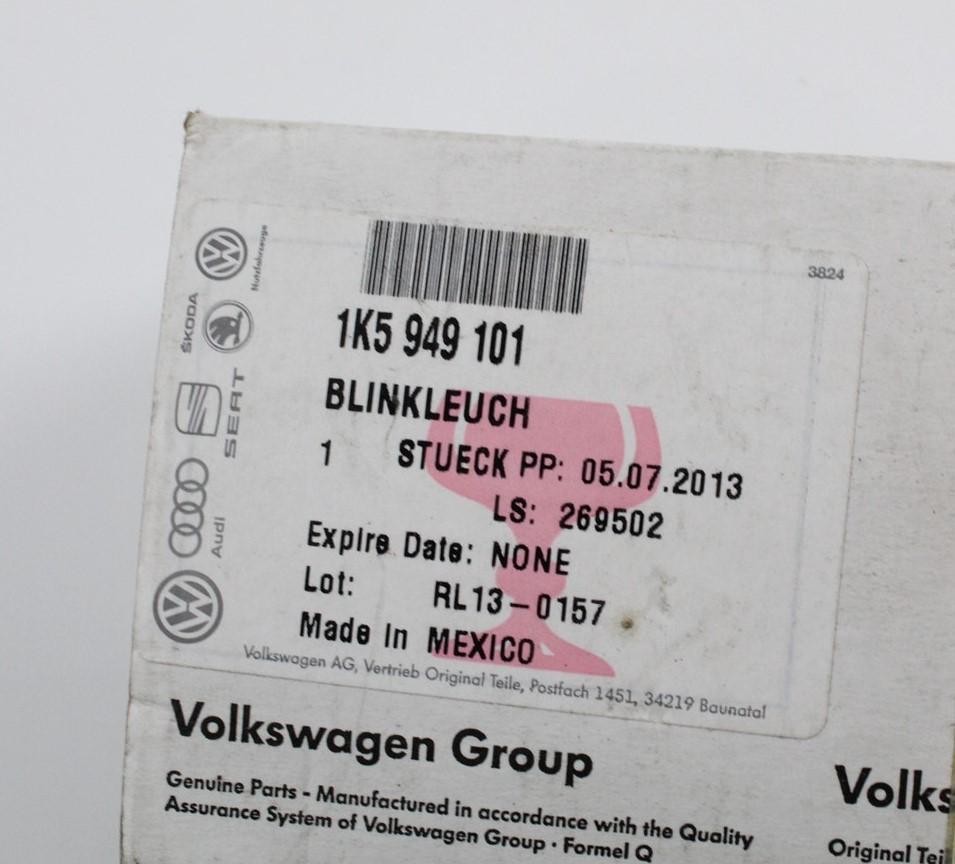 3824
Nutzfahrzeuge
ŠKODA
SEAT
Audi
1K5 949 101
BLINKLEUCH
1 STUECK PP: 05.07.2013
LS: 269502
Expire Date: NONE
Lot: RL13-0157
Made In MEXICO
Volkswagen AG, Vertrieb Original Teile, Postfach 1451, 34219 Baunatal
Volkswagen Group
Genuine Parts - Manufactured in accordance with the Quality
Assurance System of Volkswagen Group · Formel Q
Volks
Original Tei